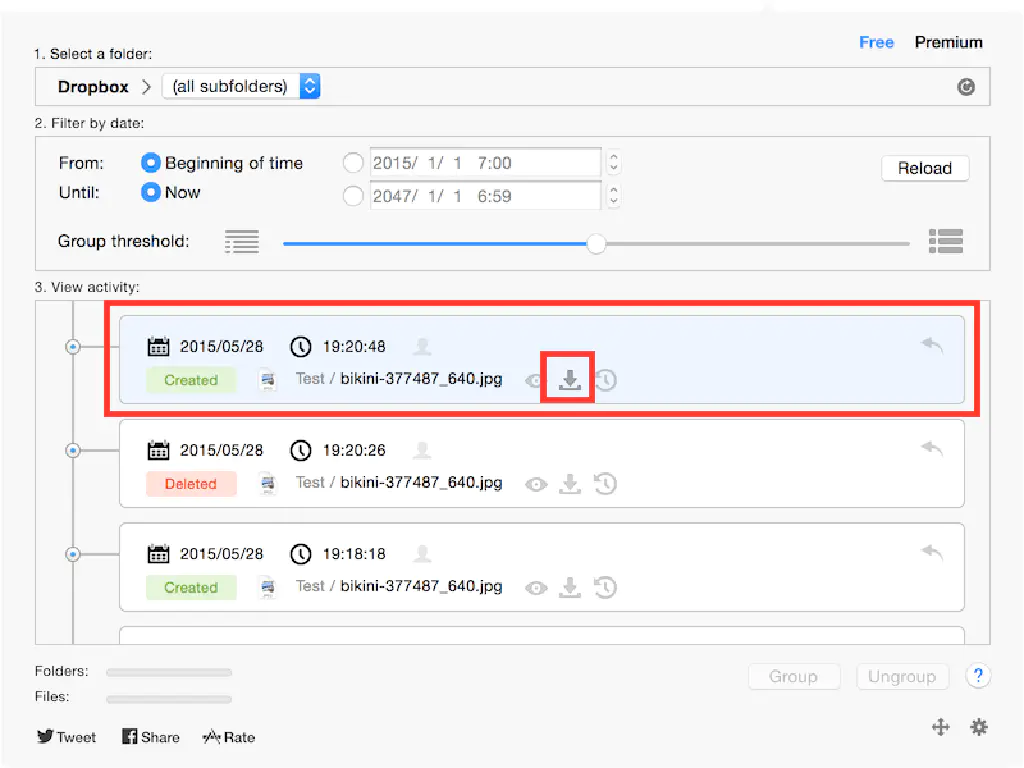 Free Premium
1. Select a folder:
Dropbox (all subfolders)
2. Filter by date:
From: Beginning of time 2015/ 1/ 1 7:00
Reload
Until: Now 2047/ 1/ 1 6:59
Group threshold:
3. View activity:
2015/05/28 19:20:48
Created Test / bikini-377487_640.jpg
2015/05/28 19:20:26
Deleted Test / bikini-377487_640.jpg
2015/05/28 19:18:18
Created Test / bikini-377487_640.jpg
Folders:
Group Ungroup ?
Files:
Tweet Share Rate